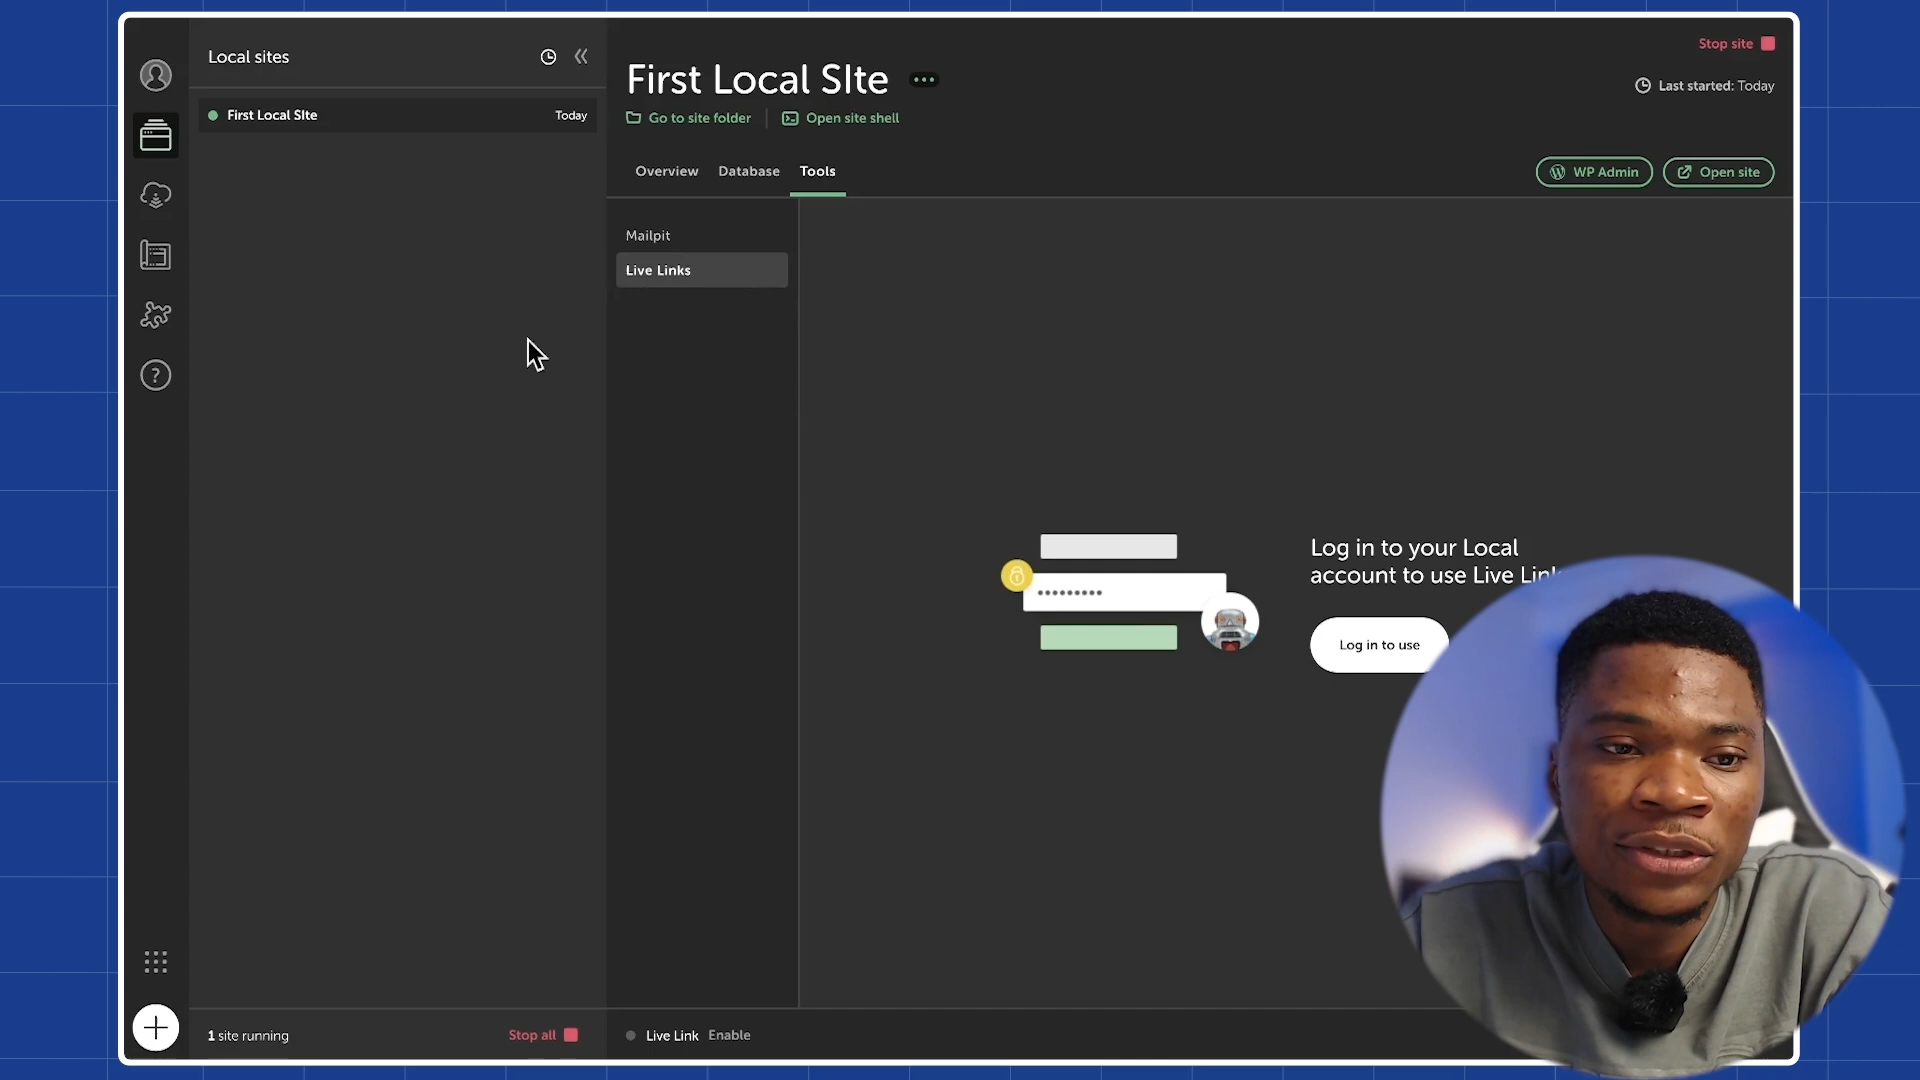 Local sites
First Local SIte
Today
1 site running
Stop all
First Local SIte
Go to site folder
Open site shell
Stop site
Last started: Today
Overview
Database
Tools
WP Admin
Open site
Mailpit
Live Links
Log in to your Local
account to use Live
Log in to use
Live Link
Enable